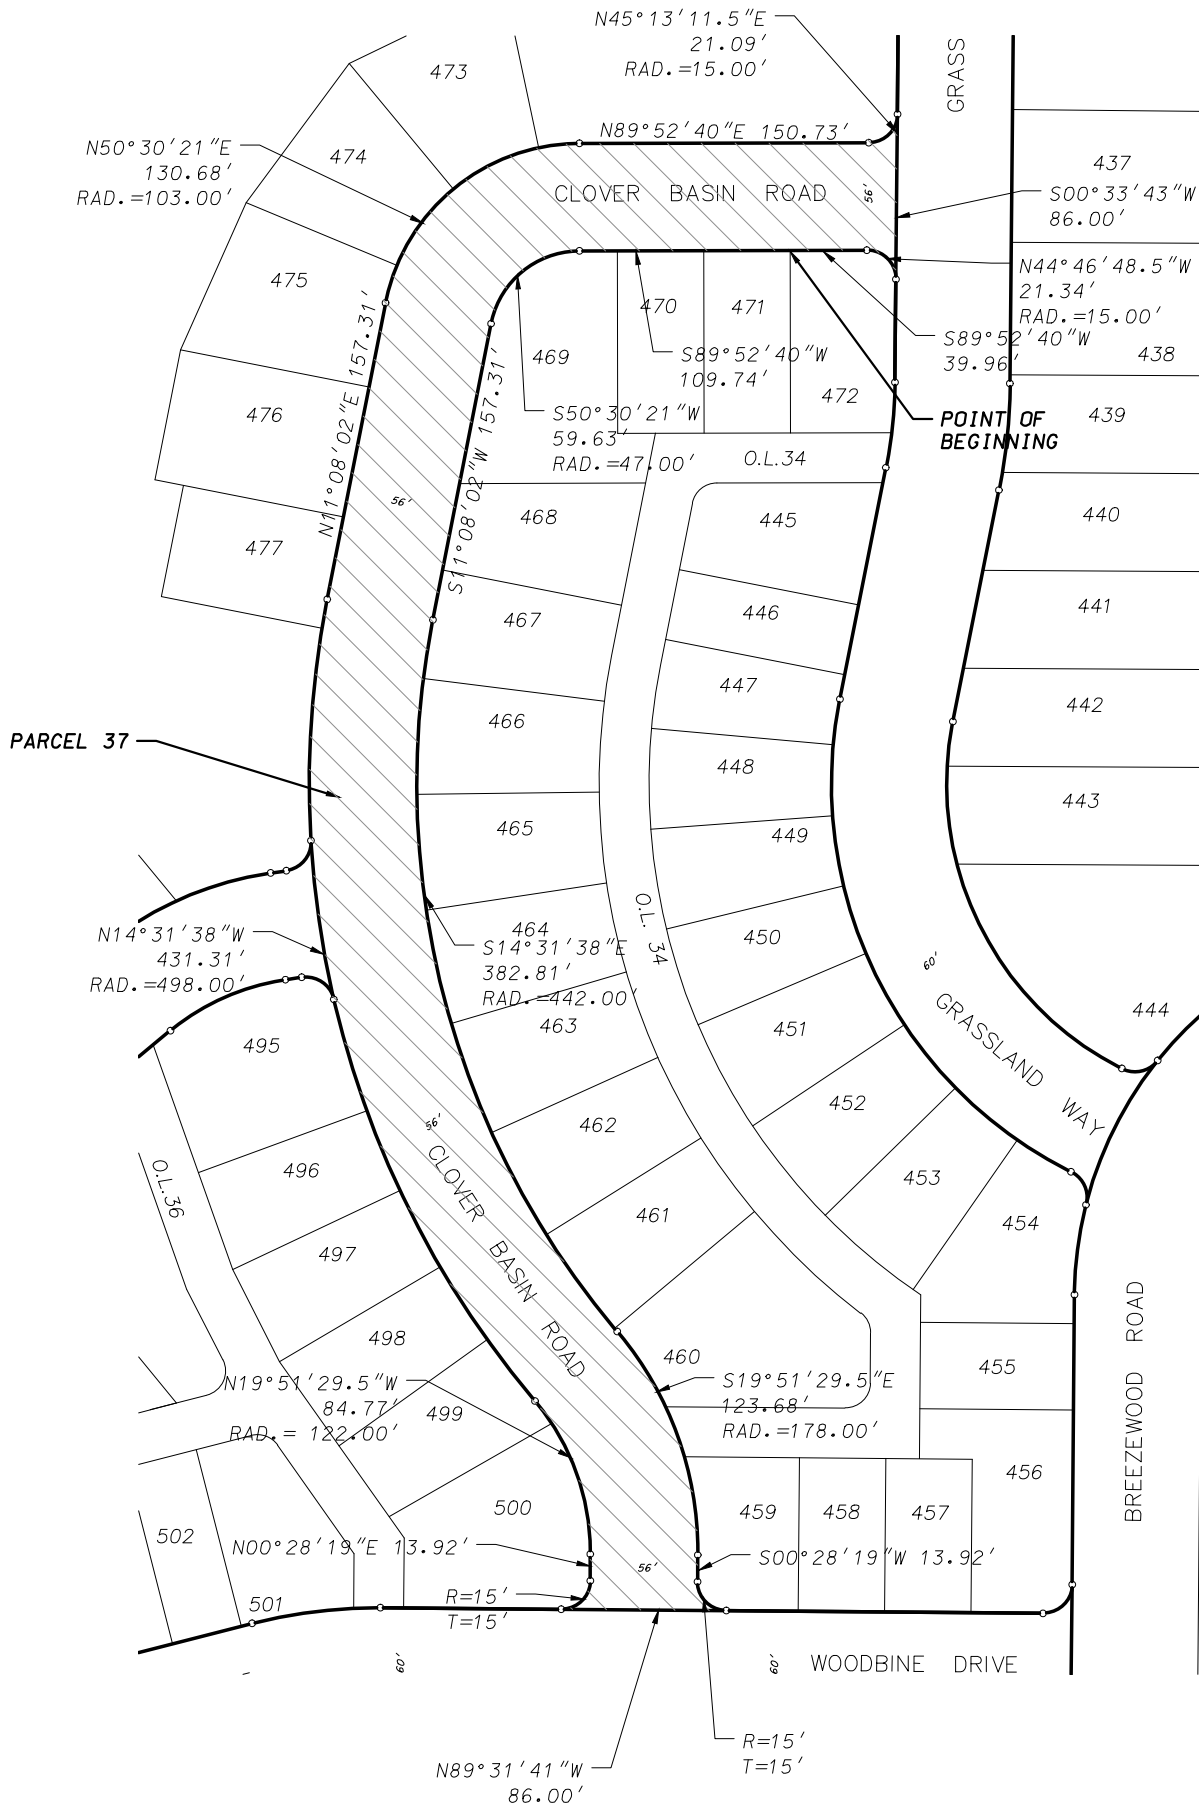 N45°13'11.5"E
21.09'
RAD.=15.00'
GRASS
473
N89°52'40"E 150.73'
N50°30'21"E
130.68'
RAD.=103.00'
474
437
CLOVER BASIN ROAD
56'
S00°33'43"W
86.00'
475
N44°46'48.5"W
21.34'
RAD.=15.00'
470
471
S89°52'40"W
39.96'
438
469
S89°52'40"W
109.74'
472
N11°08'02"E 157.31'
S11°08'02"W 157.31'
476
S50°30'21"W
59.63'
RAD.=47.00'
POINT OF
BEGINNING
439
O.L.34
56'
468
445
440
477
467
446
441
447
466
442
PARCEL 37
448
443
465
449
O.L. 34
N14°31'38"W
431.31'
RAD.=498.00'
464
S14°31'38"E
382.81'
RAD.=442.00'
450
60'
463
451
GRASSLAND WAY
444
495
462
452
56'
CLOVER BASIN ROAD
O.L.36
496
453
461
454
497
BREEZEWOOD ROAD
498
460
455
N19°51'29.5"W
84.77'
RAD.= 122.00'
499
S19°51'29.5"E
123.68'
RAD.=178.00'
456
500
459
458
457
502
N00°28'19"E 13.92'
S00°28'19"W 13.92'
56'
501
R=15'
T=15'
60'
60'
WOODBINE DRIVE
R=15'
T=15'
N89°31'41"W
86.00'